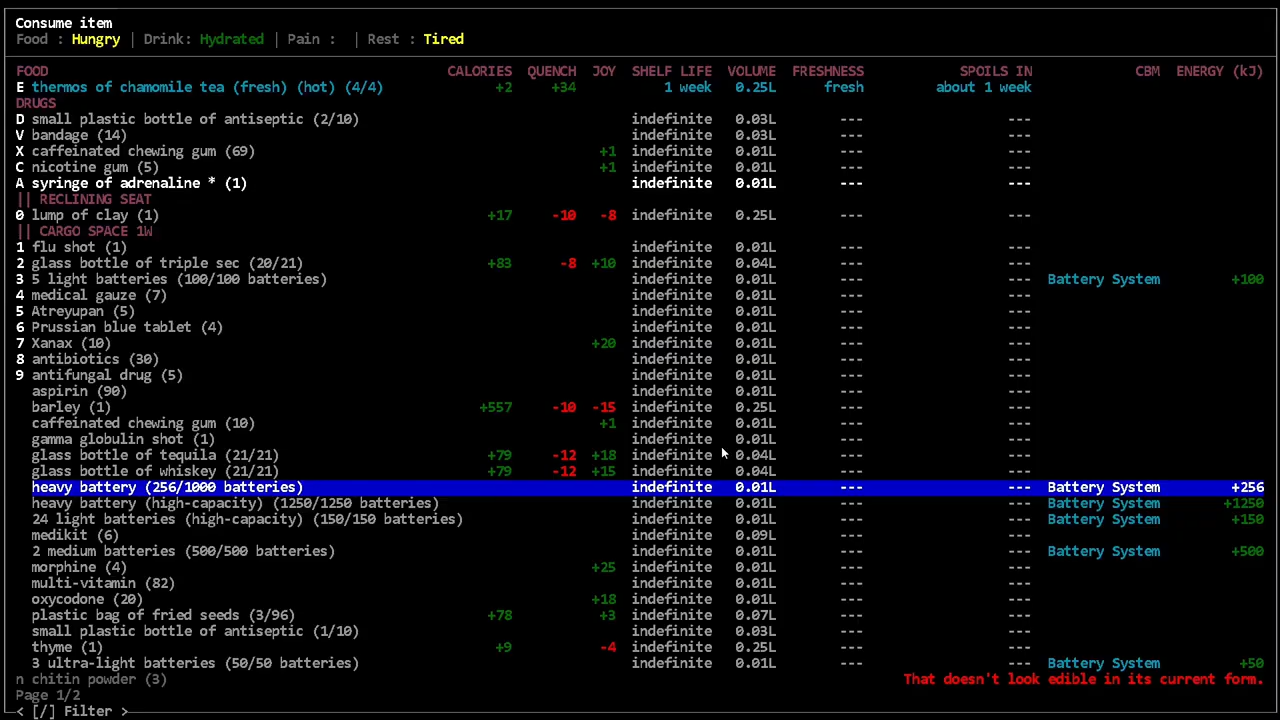 Consume item
Food : Hungry | Drink: Hydrated | Pain :  | Rest : Tired
FOOD CALORIES QUENCH JOY SHELF LIFE VOLUME FRESHNESS SPOILS IN CBM ENERGY (kJ)
E thermos of chamomile tea (fresh) (hot) (4/4) +2 +34 1 week 0.25L fresh about 1 week
DRUGS
D small plastic bottle of antiseptic (2/10) indefinite 0.03L --- ---
V bandage (14) indefinite 0.03L --- ---
X caffeinated chewing gum (69) +1 indefinite 0.01L --- ---
C nicotine gum (5) +1 indefinite 0.01L --- ---
A syringe of adrenaline * (1) indefinite 0.01L --- ---
|| RECLINING SEAT
0 lump of clay (1) +17 -10 -8 indefinite 0.25L --- ---
|| CARGO SPACE 1W
1 flu shot (1) indefinite 0.01L --- ---
2 glass bottle of triple sec (20/21) +83 -8 +10 indefinite 0.04L --- ---
3 5 light batteries (100/100 batteries) indefinite 0.01L --- --- Battery System +100
4 medical gauze (7) indefinite 0.01L --- ---
5 Atreyupan (5) indefinite 0.01L --- ---
6 Prussian blue tablet (4) indefinite 0.01L --- ---
7 Xanax (10) +20 indefinite 0.01L --- ---
8 antibiotics (30) indefinite 0.01L --- ---
9 antifungal drug (5) indefinite 0.01L --- ---
aspirin (90) indefinite 0.01L --- ---
barley (1) +557 -10 -15 indefinite 0.25L --- ---
caffeinated chewing gum (10) +1 indefinite 0.01L --- ---
gamma globulin shot (1) indefinite 0.01L --- ---
glass bottle of tequila (21/21) +79 -12 +18 indefinite 0.04L --- ---
glass bottle of whiskey (21/21) +79 -12 +15 indefinite 0.04L --- ---
heavy battery (256/1000 batteries) indefinite 0.01L --- --- Battery System +256
heavy battery (high-capacity) (1250/1250 batteries) indefinite 0.01L --- --- Battery System +1250
24 light batteries (high-capacity) (150/150 batteries) indefinite 0.01L --- --- Battery System +150
medikit (6) indefinite 0.09L --- ---
2 medium batteries (500/500 batteries) indefinite 0.01L --- --- Battery System +500
morphine (4) +25 indefinite 0.01L --- ---
multi-vitamin (82) indefinite 0.01L --- ---
oxycodone (20) +18 indefinite 0.01L --- ---
plastic bag of fried seeds (3/96) +78 +3 indefinite 0.07L --- ---
small plastic bottle of antiseptic (1/10) indefinite 0.03L --- ---
thyme (1) +9 -4 indefinite 0.25L --- ---
3 ultra-light batteries (50/50 batteries) indefinite 0.01L --- --- Battery System +50
n chitin powder (3) That doesn't look edible in its current form.
Page 1/2
< [/] Filter >